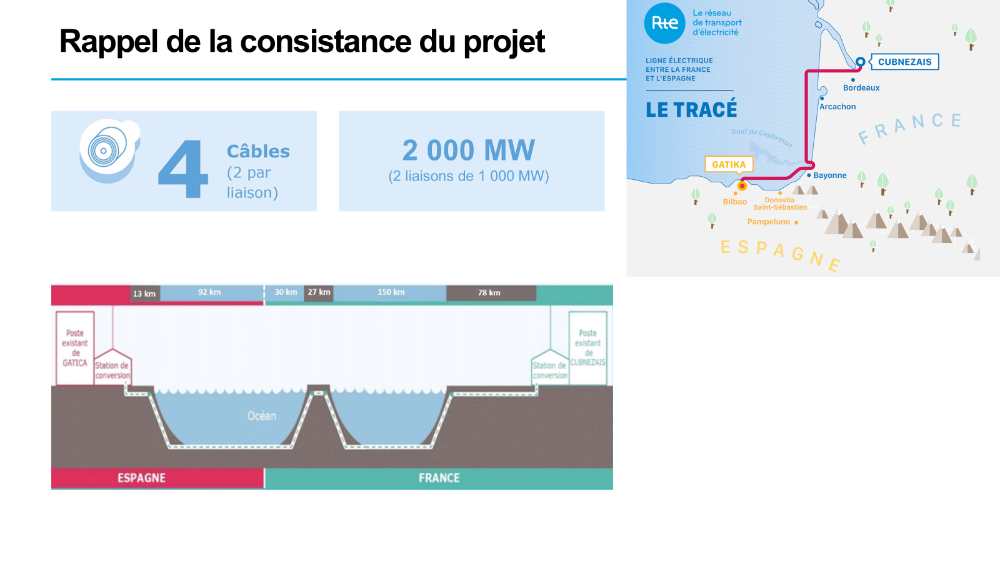 Rappel de la consistance du projet
4
Câbles
(2 par
liaison)
2 000 MW
(2 liaisons de 1 000 MW)
Rte
Le réseau
de transport
d'électricité
LIGNE ÉLECTRIQUE
ENTRE LA FRANCE
ET L'ESPAGNE
LE TRACÉ
CUBNEZAIS
Bordeaux
Arcachon
FRANCE
Gouf de Capbreton
GATIKA
Bayonne
Bilbao
Donostia
Saint-Sébastien
Pampelune
ESPAGNE
13 km
92 km
30 km
27 km
150 km
78 km
Poste
existant
de
GATICA
Station de
conversion
Océan
Station de
conversion
Poste
existant
de
CUBNEZAIS
ESPAGNE
FRANCE